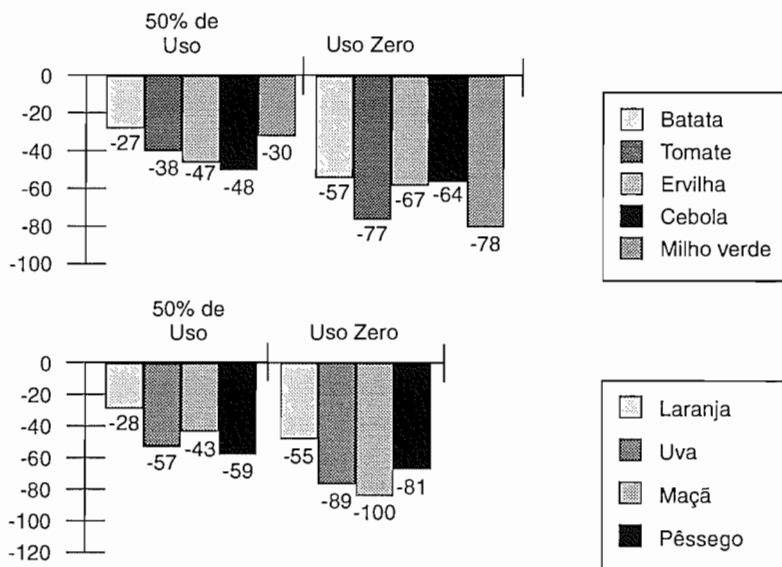 50% de
Uso
Uso Zero
0
-20
-40
-60
-80
-100
-27
-38
-47
-48
-30
-57
-77
-67
-64
-78
Batata
Tomate
Ervilha
Cebola
Milho verde
50% de
Uso
Uso Zero
0
-20
-40
-60
-80
-100
-120
-28
-57
-43
-59
-55
-89
-100
-81
Laranja
Uva
Maçã
Pêssego